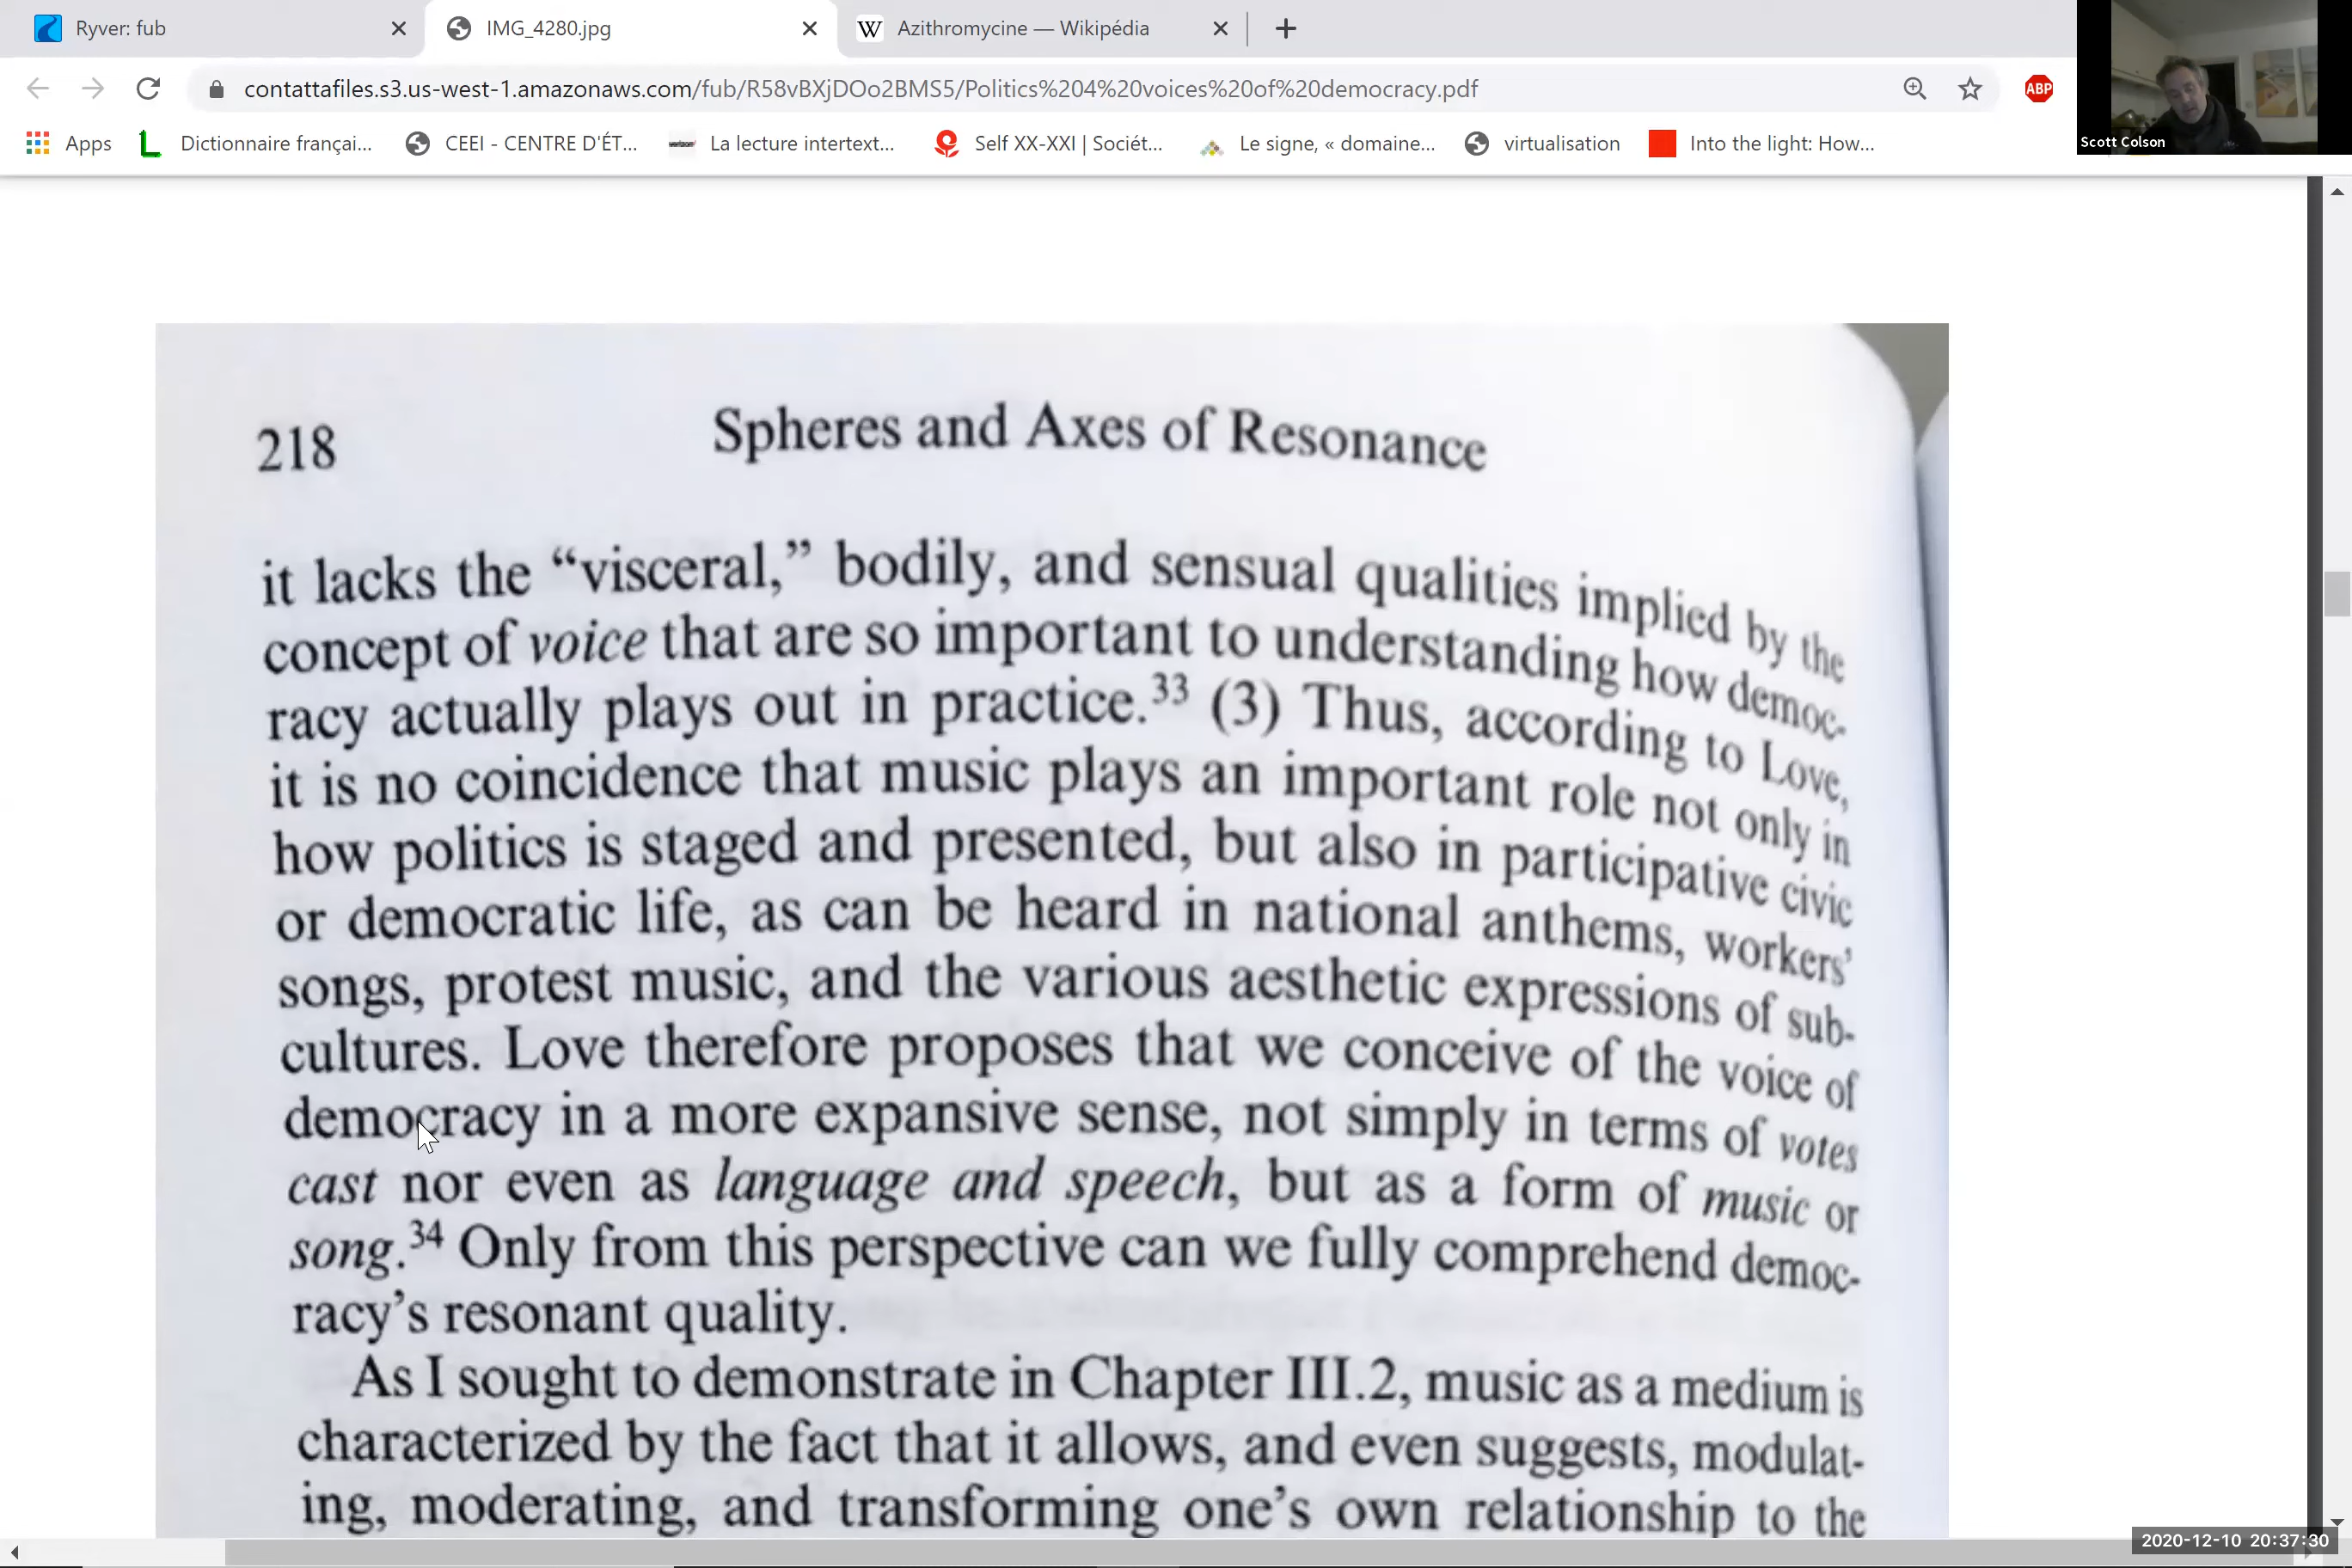 Ryver: fub
IMG_4280.jpg
Azithromycine — Wikipédia
contattafiles.s3.us-west-1.amazonaws.com/fub/R58vBXjDOo2BMS5/Politics%204%20voices%20of%20democracy.pdf
ABP
Apps
Dictionnaire françai...
CEEI - CENTRE D'ÉT...
La lecture intertext...
Self XX-XXI | Sociét...
Le signe, « domaine...
virtualisation
Into the light: How...
Scott Colson
218
Spheres and Axes of Resonance
it lacks the “visceral,” bodily, and sensual qualities implied by the
concept of voice that are so important to understanding how democ-
racy actually plays out in practice.33 (3) Thus, according to Love,
it is no coincidence that music plays an important role not only in
how politics is staged and presented, but also in participative civic
or democratic life, as can be heard in national anthems, workers’
songs, protest music, and the various aesthetic expressions of sub-
cultures. Love therefore proposes that we conceive of the voice of
democracy in a more expansive sense, not simply in terms of votes
cast nor even as language and speech, but as a form of music or
song.34 Only from this perspective can we fully comprehend democ-
racy’s resonant quality.
As I sought to demonstrate in Chapter III.2, music as a medium is
characterized by the fact that it allows, and even suggests, modulat-
ing, moderating, and transforming one’s own relationship to the
2020-12-10 20:37:30